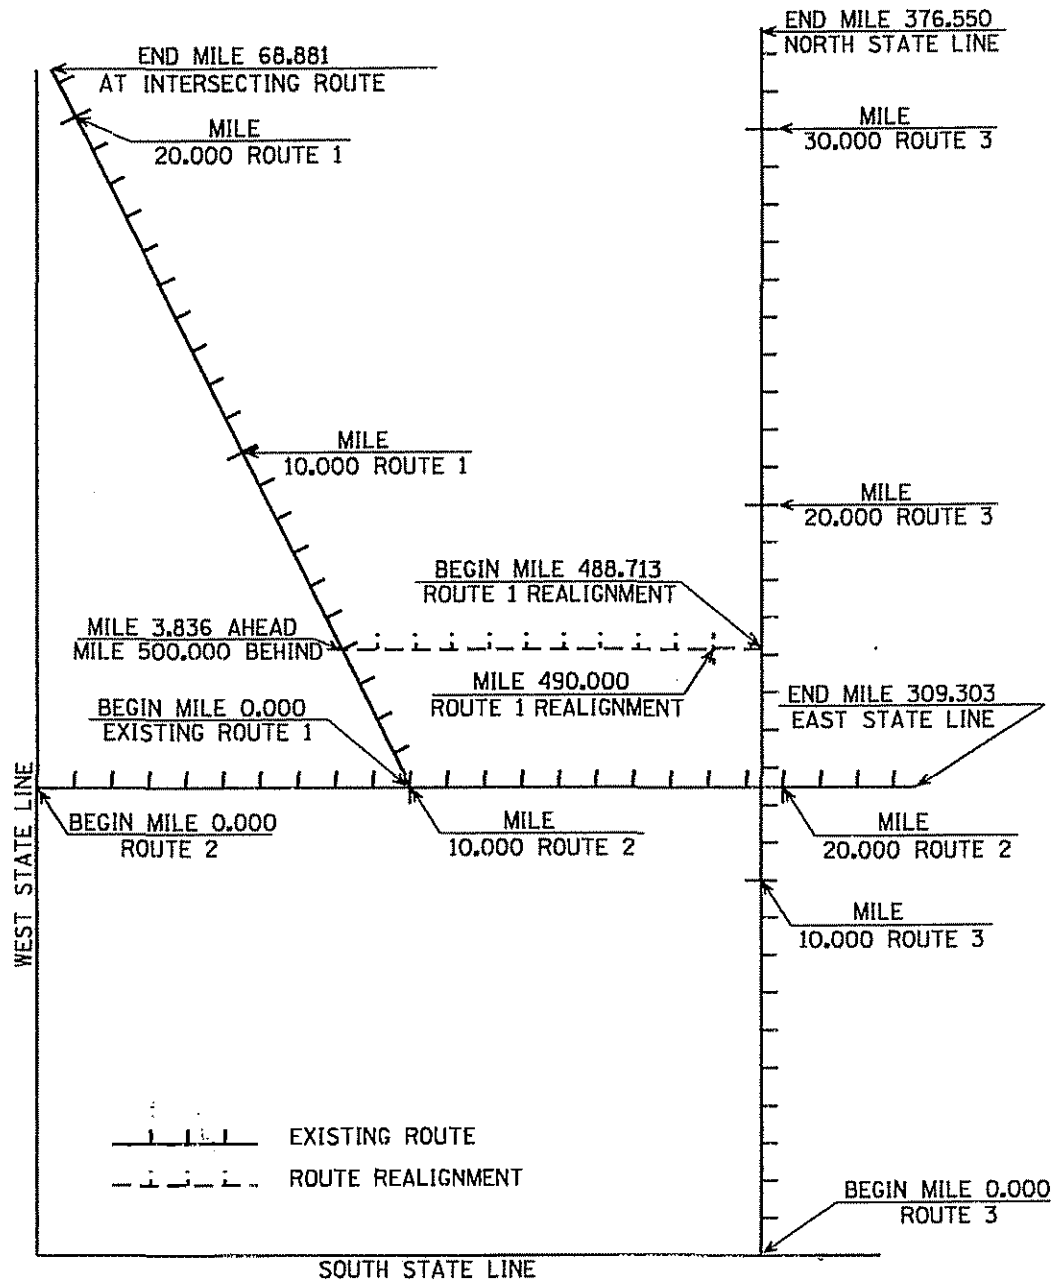 END MILE 376.550
NORTH STATE LINE
END MILE 68.881
AT INTERSECTING ROUTE
MILE
20.000 ROUTE 1
MILE
30.000 ROUTE 3
MILE
10.000 ROUTE 1
MILE
20.000 ROUTE 3
BEGIN MILE 488.713
ROUTE 1 REALIGNMENT
MILE 3.836 AHEAD
MILE 500.000 BEHIND
MILE 490.000
ROUTE 1 REALIGNMENT
BEGIN MILE 0.000
EXISTING ROUTE 1
END MILE 309.303
EAST STATE LINE
WEST STATE LINE
BEGIN MILE 0.000
ROUTE 2
MILE
10.000 ROUTE 2
MILE
20.000 ROUTE 2
MILE
10.000 ROUTE 3
EXISTING ROUTE
ROUTE REALIGNMENT
BEGIN MILE 0.000
ROUTE 3
SOUTH STATE LINE